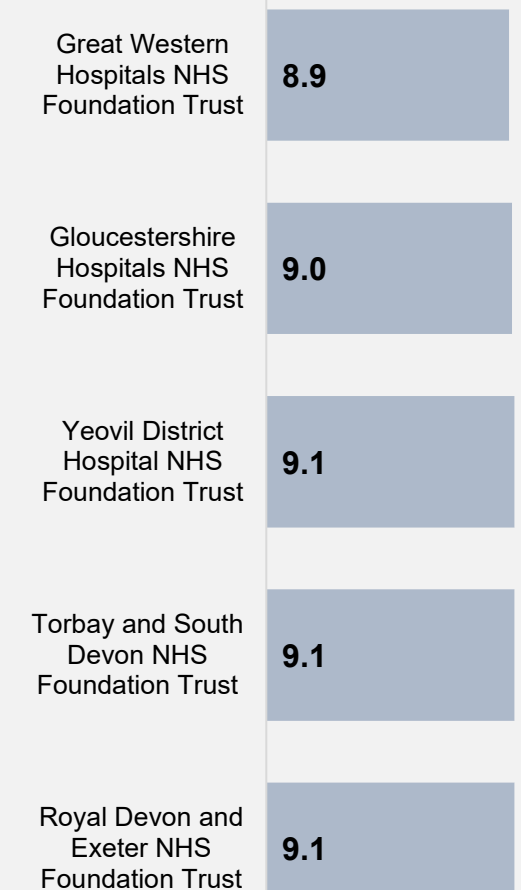 Great Western
Hospitals NHS
Foundation Trust
8.9
Gloucestershire
Hospitals NHS
Foundation Trust
9.0
Yeovil District
Hospital NHS
Foundation Trust
9.1
Torbay and South
Devon NHS
Foundation Trust
9.1
Royal Devon and
Exeter NHS
Foundation Trust
9.1